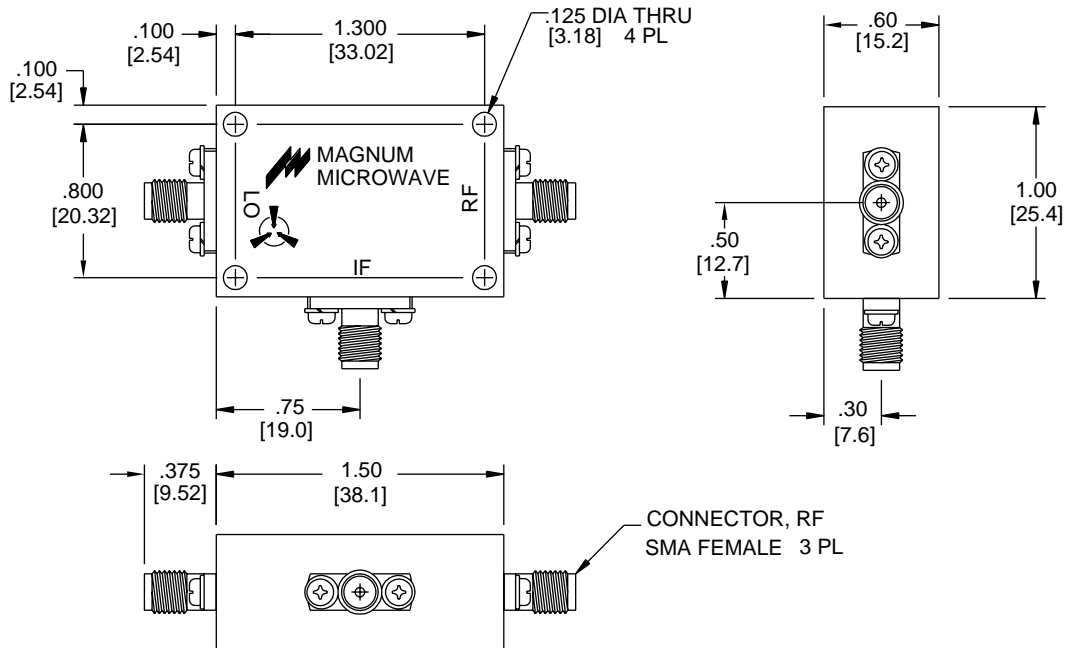 .100
[2.54]
1.300
[33.02]
.125 DIA THRU
[3.18] 4 PL
.60
[15.2]
.100
[2.54]
MAGNUM
MICROWAVE
.800
[20.32]
LO
RF
IF
1.00
[25.4]
.50
[12.7]
.75
[19.0]
.30
[7.6]
.375
[9.52]
1.50
[38.1]
CONNECTOR, RF
SMA FEMALE 3 PL